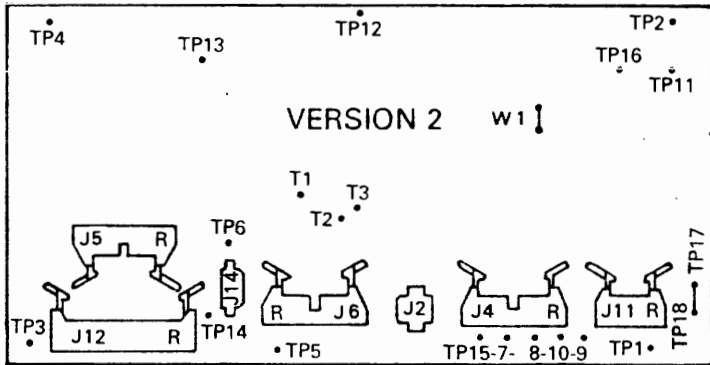 TP4
TP13
TP12
TP2
TP16
TP11
VERSION 2
W1
T1
T3
T2
TP6
TP17
J5 R
J14
R J6
J2
J4 R
J11 R
TP18
TP3
J12 R
TP14
TP5
TP15-7- 8-10-9
TP1